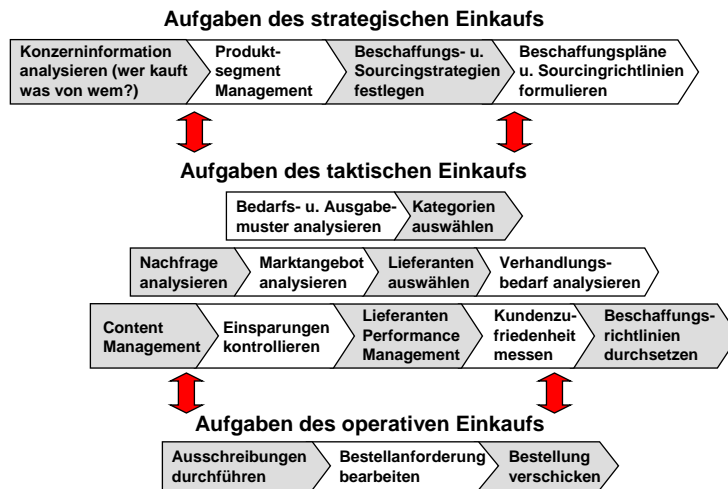 Aufgaben des strategischen Einkaufs
Konzerninformation
analysieren (wer kauft
was von wem?)
Produkt-
segment
Management
Beschaffungs- u.
Sourcingstrategien
festlegen
Beschaffungspläne
u. Sourcingrichtlinien
formulieren
Aufgaben des taktischen Einkaufs
Bedarfs- u. Ausgabe-
muster analysieren
Kategorien
auswählen
Nachfrage
analysieren
Marktangebot
analysieren
Lieferanten
auswählen
Verhandlungs-
bedarf analysieren
Content
Management
Einsparungen
kontrollieren
Lieferanten
Performance
Management
Kundenzu-
friedenheit
messen
Beschaffungs-
richtlinien
durchsetzen
Aufgaben des operativen Einkaufs
Ausschreibungen
durchführen
Bestellanforderung
bearbeiten
Bestellung
verschicken